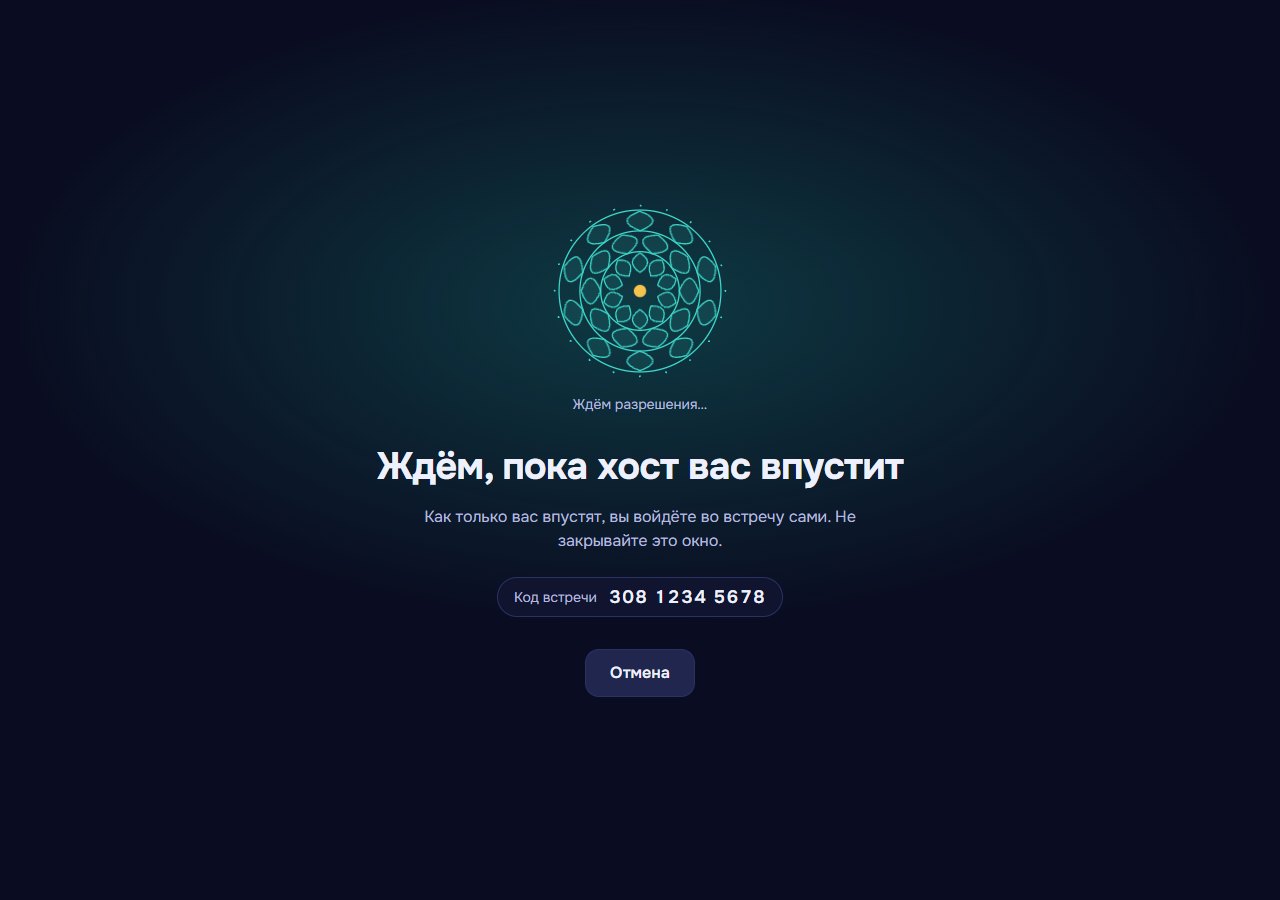 Ждём разрешения...
Ждём, пока хост вас впустит
Как только вас впустят, вы войдёте во встречу сами. Не
закрывайте это окно.
Код встречи 308 1234 5678
Отмена